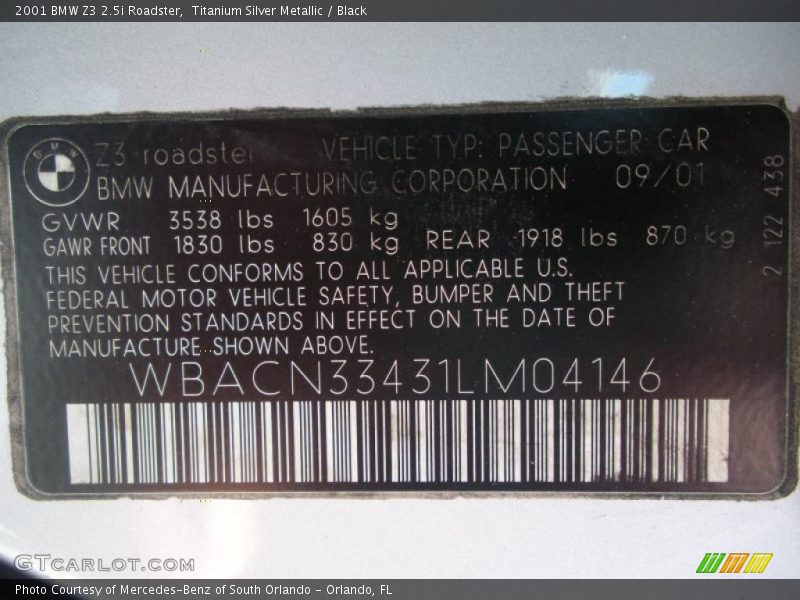 2001 BMW Z3 2.5i Roadster, Titanium Silver Metallic / Black
BMW
Z3 roadster VEHICLE TYP: PASSENGER CAR
BMW MANUFACTURING CORPORATION 09/01
GVWR 3538 lbs 1605 kg
GAWR FRONT 1830 lbs 830 kg REAR 1918 lbs 870 kg
THIS VEHICLE CONFORMS TO ALL APPLICABLE U.S.
FEDERAL MOTOR VEHICLE SAFETY, BUMPER AND THEFT
PREVENTION STANDARDS IN EFFECT ON THE DATE OF
MANUFACTURE SHOWN ABOVE.
WBACN33431LM04146
2 122 438
GTCARLOT.COM
Photo Courtesy of Mercedes-Benz of South Orlando - Orlando, FL